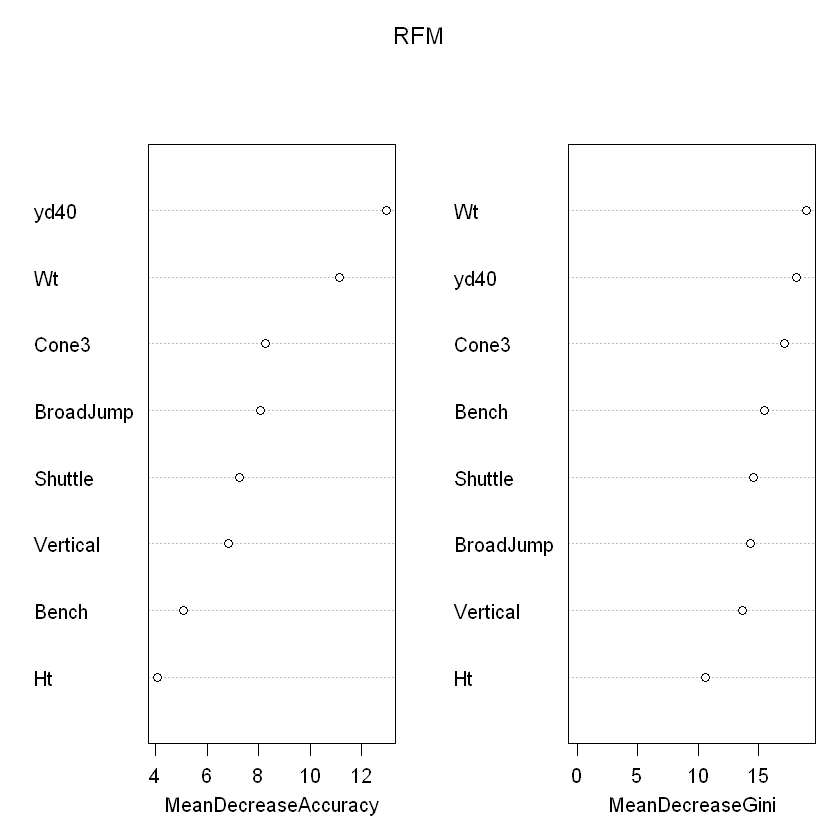 RFM
yd40
Wt
Cone3
BroadJump
Shuttle
Vertical
Bench
Ht
4 6 8 10 12
MeanDecreaseAccuracy
Wt
yd40
Cone3
Bench
Shuttle
BroadJump
Vertical
Ht
0 5 10 15
MeanDecreaseGini